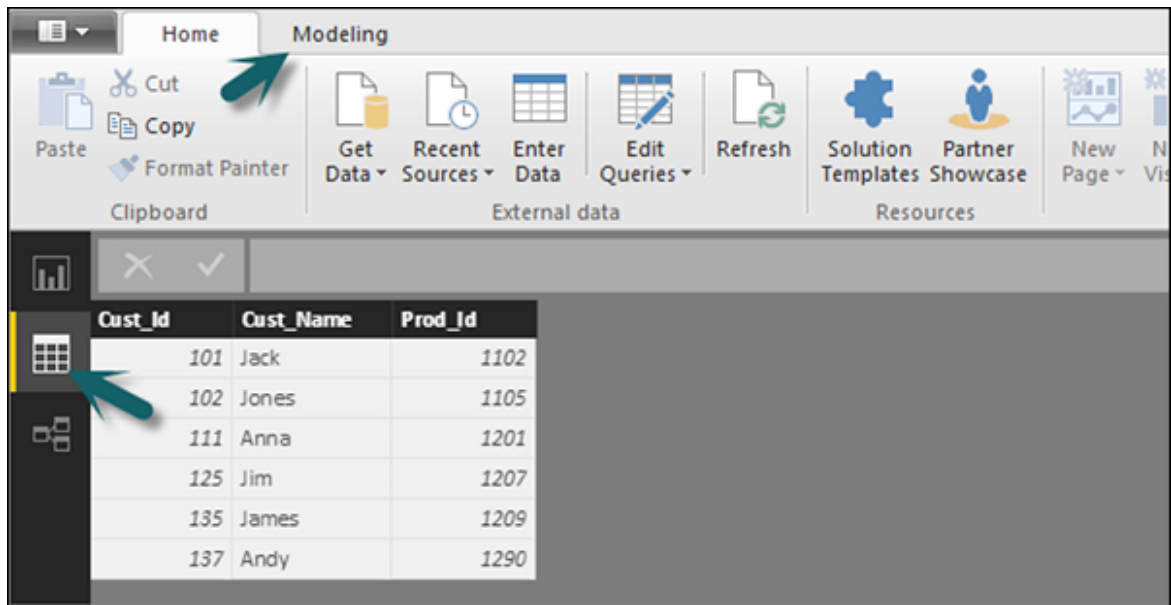 Home Modeling
Cut
Copy
Format Painter
Paste
Get Data
Recent Sources
Enter Data
Edit Queries
Refresh
Solution Templates
Partner Showcase
New Page
Clipboard External data Resources
Cust_Id Cust_Name Prod_Id
101 Jack 1102
102 Jones 1105
111 Anna 1201
125 Jim 1207
135 James 1209
137 Andy 1290